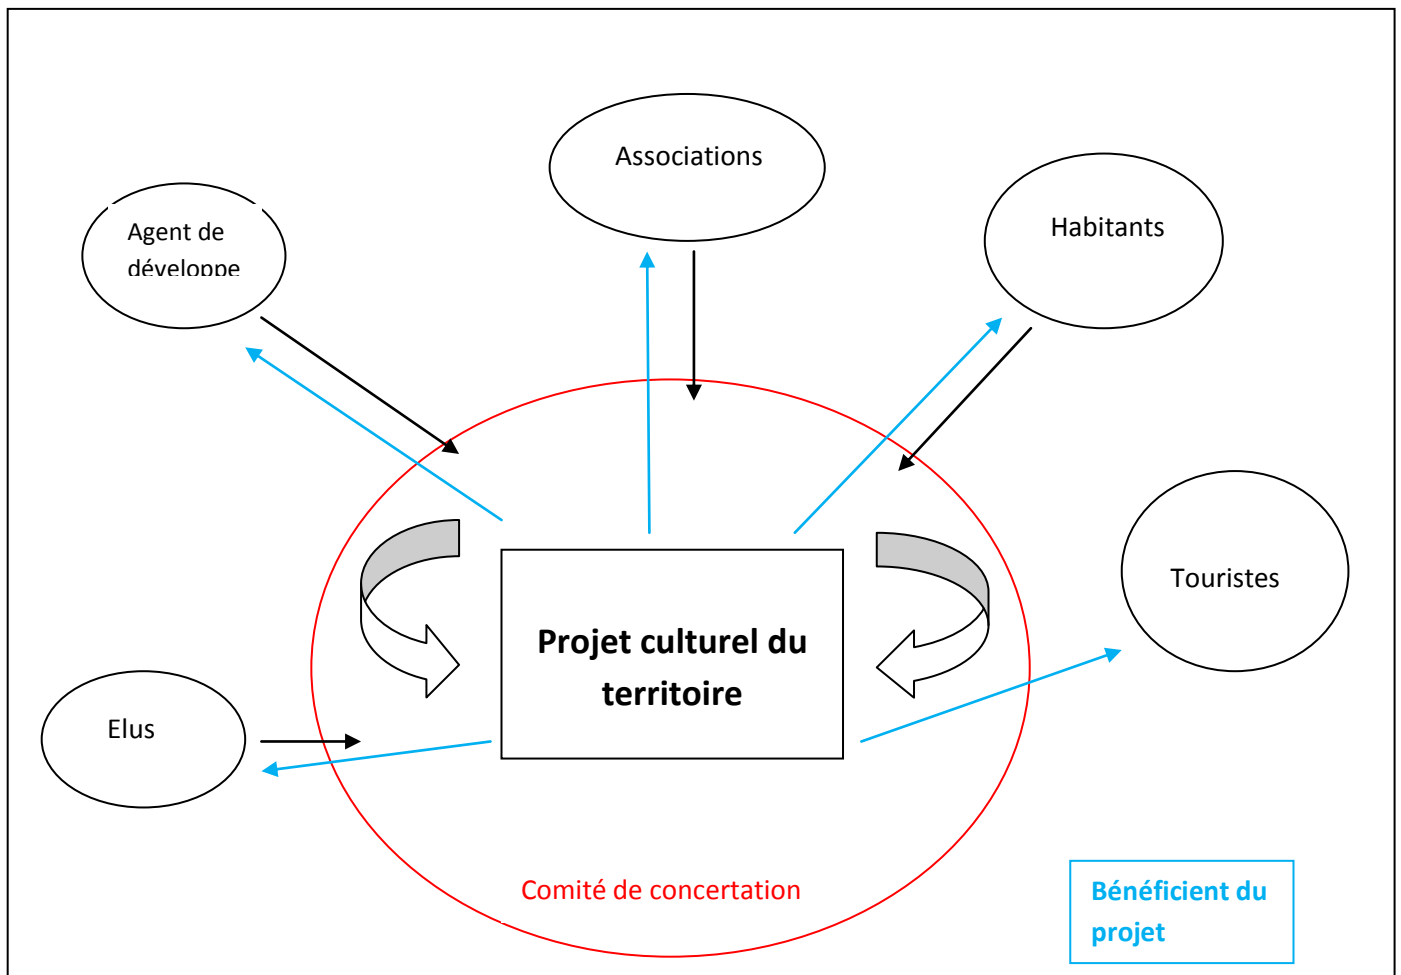 Associations
Habitants
Agent de
développe
Touristes
Projet culturel du
territoire
Elus
Comité de concertation
Bénéficient du
projet